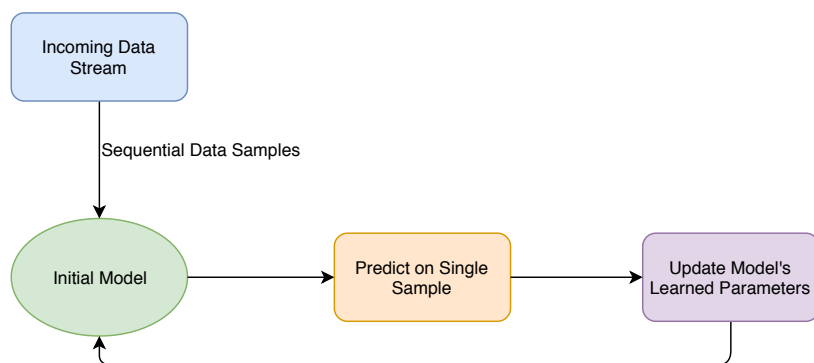 Incoming Data
Stream
Sequential Data Samples
Initial Model
Predict on Single
Sample
Update Model's
Learned Parameters